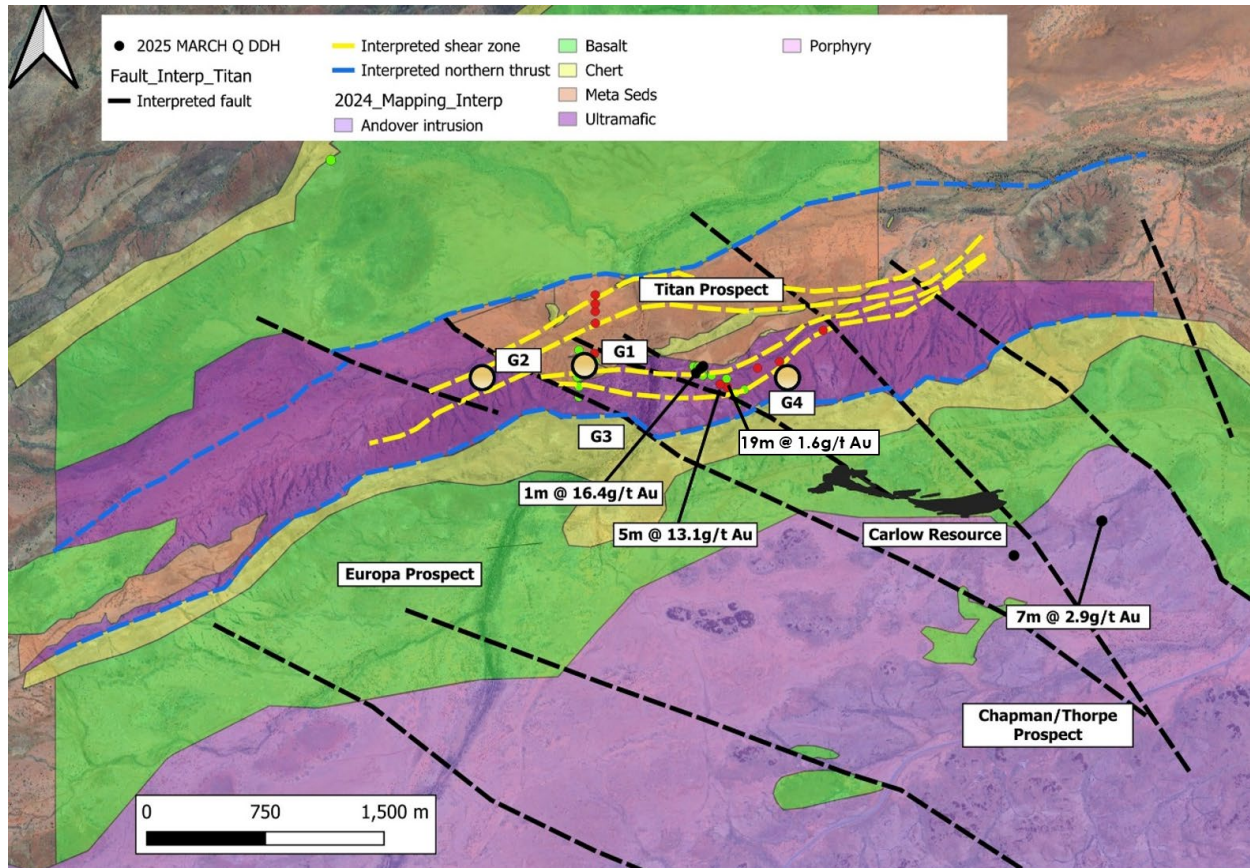 2025 MARCH Q DDH
Fault_Interp_Titan
Interpreted fault
Interpreted shear zone
Interpreted northern thrust
2024_Mapping_Interp
Andover intrusion
Basalt
Chert
Meta Seds
Ultramafic
Porphyry
Titan Prospect
G2
G1
G4
G3
19m @ 1.6g/t Au
1m @ 16.4g/t Au
5m @ 13.1g/t Au
Carlow Resource
Europa Prospect
7m @ 2.9g/t Au
Chapman/Thorpe
Prospect
0
750
1,500 m